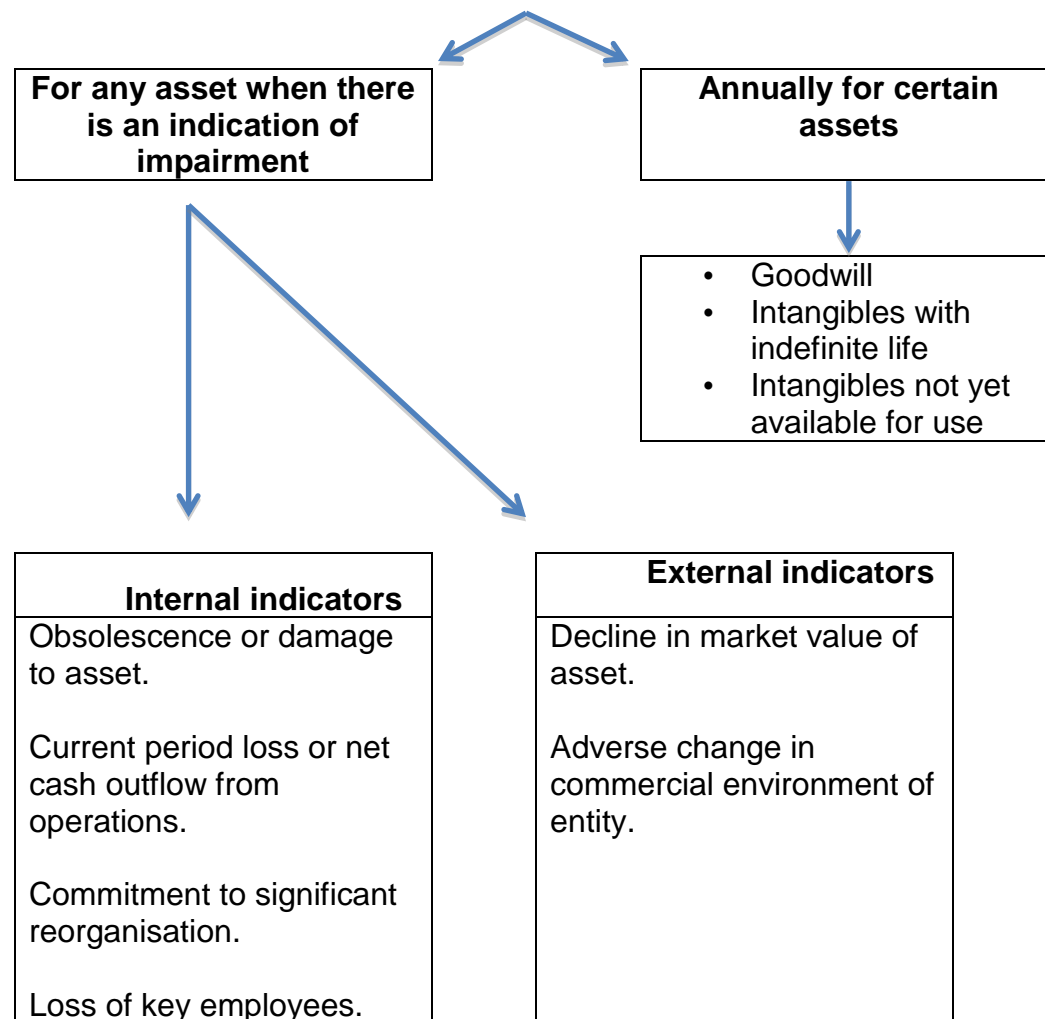 For any asset when there
is an indication of
impairment
Annually for certain
assets
• Goodwill
• Intangibles with
indefinite life
• Intangibles not yet
available for use
Internal indicators
Obsolescence or damage
to asset.
Current period loss or net
cash outflow from
operations.
Commitment to significant
reorganisation.
Loss of key employees.
External indicators
Decline in market value of
asset.
Adverse change in
commercial environment of
entity.